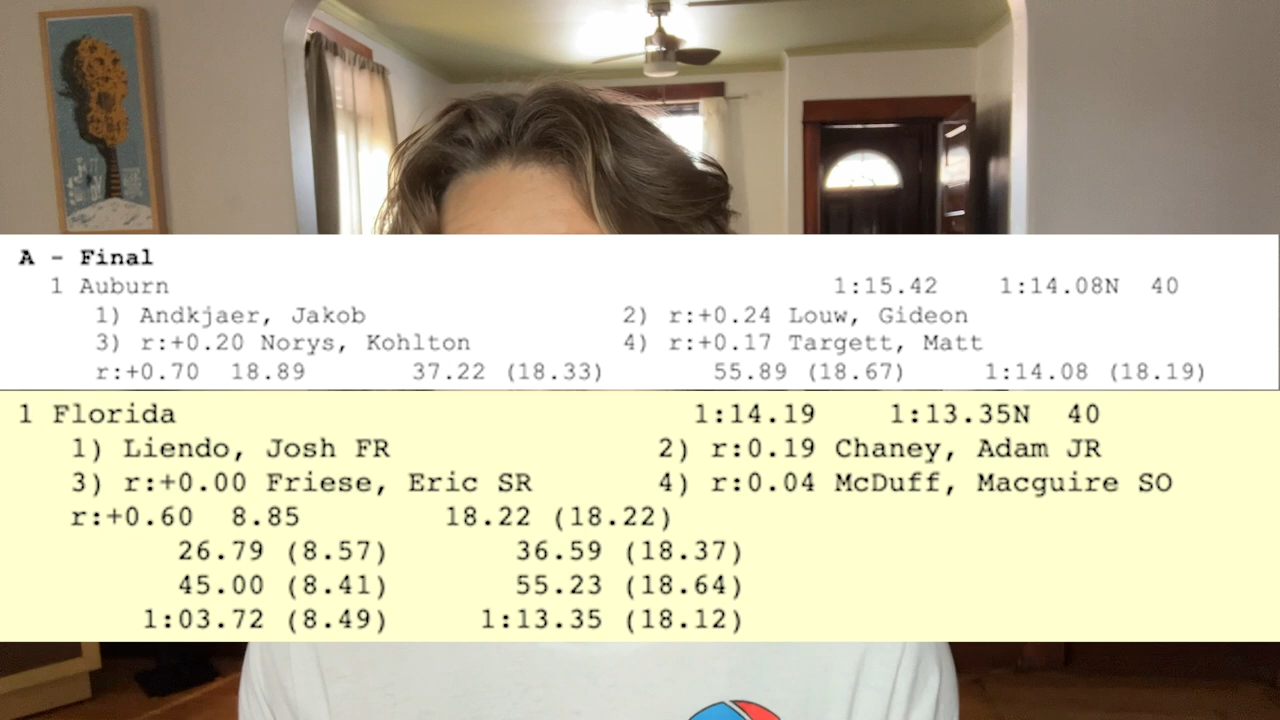 A - Final
1 Auburn 1:15.42 1:14.08N 40
1) Andkjaer, Jakob 2) r:+0.24 Louw, Gideon
3) r:+0.20 Norys, Kohlton 4) r:+0.17 Targett, Matt
r:+0.70 18.89 37.22 (18.33) 55.89 (18.67) 1:14.08 (18.19)
1 Florida 1:14.19 1:13.35N 40
1) Liendo, Josh FR 2) r:0.19 Chaney, Adam JR
3) r:+0.00 Friese, Eric SR 4) r:0.04 McDuff, Macguire SO
r:+0.60 8.85 18.22 (18.22)
26.79 (8.57) 36.59 (18.37)
45.00 (8.41) 55.23 (18.64)
1:03.72 (8.49) 1:13.35 (18.12)